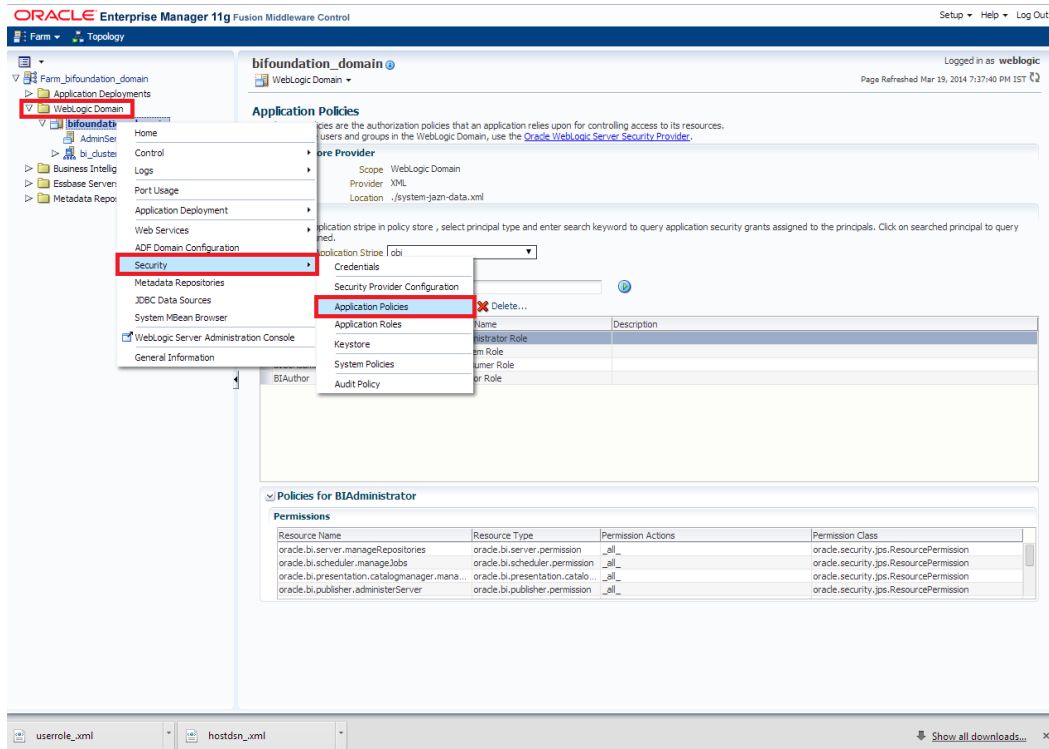 ORACLE Enterprise Manager 11g Fusion Middleware Control
Setup Help Log Out
Farm Topology
Farm_bifoundation_domain
Application Deployments
WebLogic Domain
bifoundati
AdminSer
bi_cluster
Business Intellig
Essbase Server
Metadata Repo
Home
Control
Logs
Port Usage
Application Deployment
Web Services
ADF Domain Configuration
Security
Metadata Repositories
JDBC Data Sources
System MBean Browser
WebLogic Server Administration Console
General Information
Credentials
Security Provider Configuration
Application Policies
Application Roles
Keystore
System Policies
Audit Policy
bifoundation_domain
Logged in as weblogic
WebLogic Domain
Page Refreshed Mar 19, 2014 7:37:40 PM IST
Application Policies
cies are the authorization policies that an application relies upon for controlling access to its resources.
users and groups in the WebLogic Domain, use the Oracle WebLogic Server Security Provider.
ore Provider
Scope WebLogic Domain
Provider XML
Location ./system-jazn-data.xml
plication stripe in policy store , select principal type and enter search keyword to query application security grants assigned to the principals. Click on searched principal to query
ned.
Application Stripe obi
Delete...
Name Description
nistrator Role
em Role
umer Role
BIAuthor or Role
Policies for BIAdministrator
Permissions
Resource Name Resource Type Permission Actions Permission Class
oracle.bi.server.manageRepositories oracle.bi.server.permission _all_ oracle.security.jps.ResourcePermission
oracle.bi.scheduler.manageJobs oracle.bi.scheduler.permission _all_ oracle.security.jps.ResourcePermission
oracle.bi.presentation.catalogmanager.mana... oracle.bi.presentation.catalo... _all_ oracle.security.jps.ResourcePermission
oracle.bi.publisher.administerServer oracle.bi.publisher.permission _all_ oracle.security.jps.ResourcePermission
userrole_.xml
hostdsn_.xml
Show all downloads...